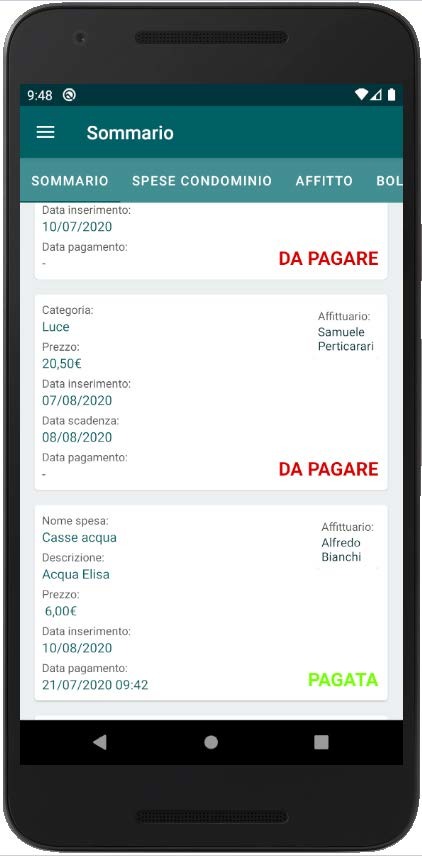 9:48
Sommario
SOMMARIO SPESE CONDOMINIO AFFITTO BOL
Data inserimento:
10/07/2020
Data pagamento:
-
DA PAGARE
Categoria:
Luce
Affittuario:
Samuele
Perticarari
Prezzo:
20,50€
Data inserimento:
07/08/2020
Data scadenza:
08/08/2020
Data pagamento:
-
DA PAGARE
Nome spesa:
Casse acqua
Affittuario:
Alfredo
Bianchi
Descrizione:
Acqua Elisa
Prezzo:
6,00€
Data inserimento:
10/08/2020
Data pagamento:
21/07/2020 09:42
PAGATA